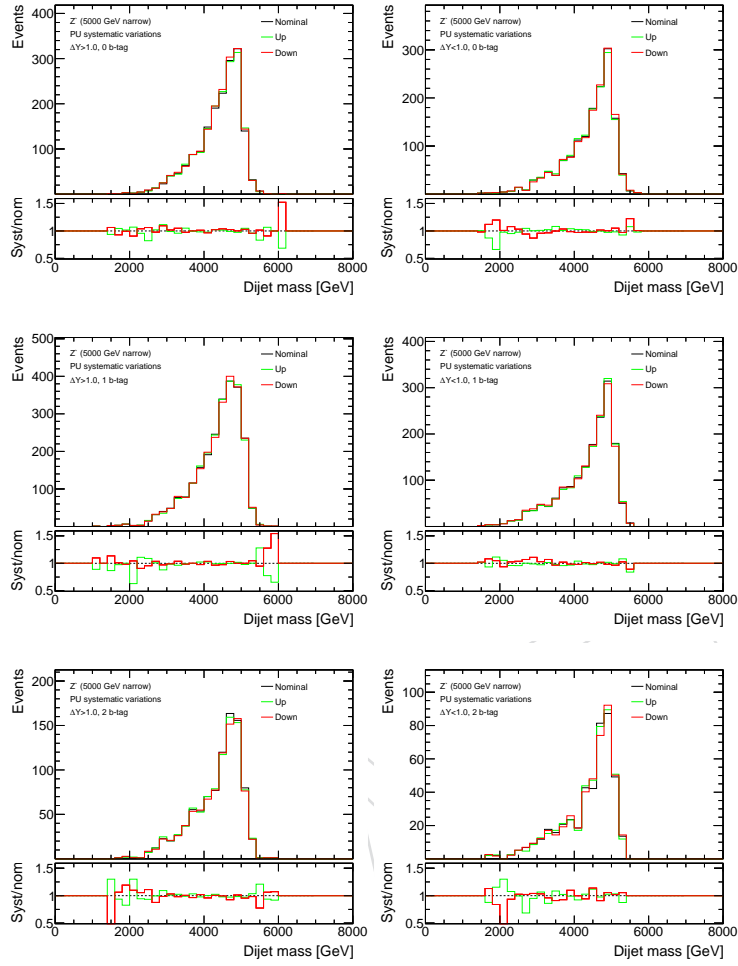 Events
300
200
100
Z′ (5000 GeV narrow)
PU systematic variations
ΔY>1.0, 0 b-tag
Nominal
Up
Down
Syst/nom
1.5
1
0.5
0 2000 4000 6000 8000
Dijet mass [GeV]
Events
300
200
100
Z′ (5000 GeV narrow)
PU systematic variations
ΔY<1.0, 0 b-tag
Nominal
Up
Down
Syst/nom
1.5
1
0.5
0 2000 4000 6000 8000
Dijet mass [GeV]
Events
500
400
300
200
100
Z′ (5000 GeV narrow)
PU systematic variations
ΔY>1.0, 1 b-tag
Nominal
Up
Down
Syst/nom
1.5
1
0.5
0 2000 4000 6000 8000
Dijet mass [GeV]
Events
400
300
200
100
Z′ (5000 GeV narrow)
PU systematic variations
ΔY<1.0, 1 b-tag
Nominal
Up
Down
Syst/nom
1.5
1
0.5
0 2000 4000 6000 8000
Dijet mass [GeV]
Events
200
150
100
50
Z′ (5000 GeV narrow)
PU systematic variations
ΔY>1.0, 2 b-tag
Nominal
Up
Down
Syst/nom
1.5
1
0.5
0 2000 4000 6000 8000
Dijet mass [GeV]
Events
100
80
60
40
20
Z′ (5000 GeV narrow)
PU systematic variations
ΔY<1.0, 2 b-tag
Nominal
Up
Down
Syst/nom
1.5
1
0.5
0 2000 4000 6000 8000
Dijet mass [GeV]